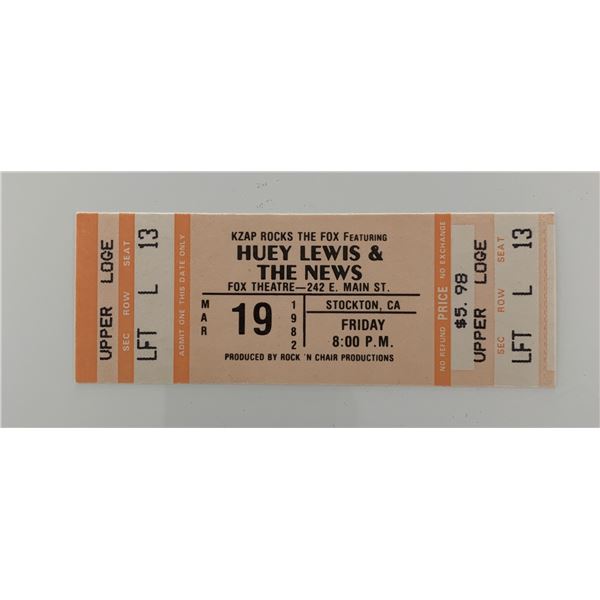 UPPER LOGE
SEC ROW SEAT
LFT L 13
ADMIT ONE THIS DATE ONLY
KZAP ROCKS THE FOX FEATURING
HUEY LEWIS &
THE NEWS
FOX THEATRE—242 E. MAIN ST.
MAR 19 1982
STOCKTON, CA
FRIDAY
8:00 P.M.
PRODUCED BY ROCK 'N CHAIR PRODUCTIONS
NO REFUND PRICE NO EXCHANGE
$5.98
UPPER LOGE
SEC ROW SEAT
LFT L 13